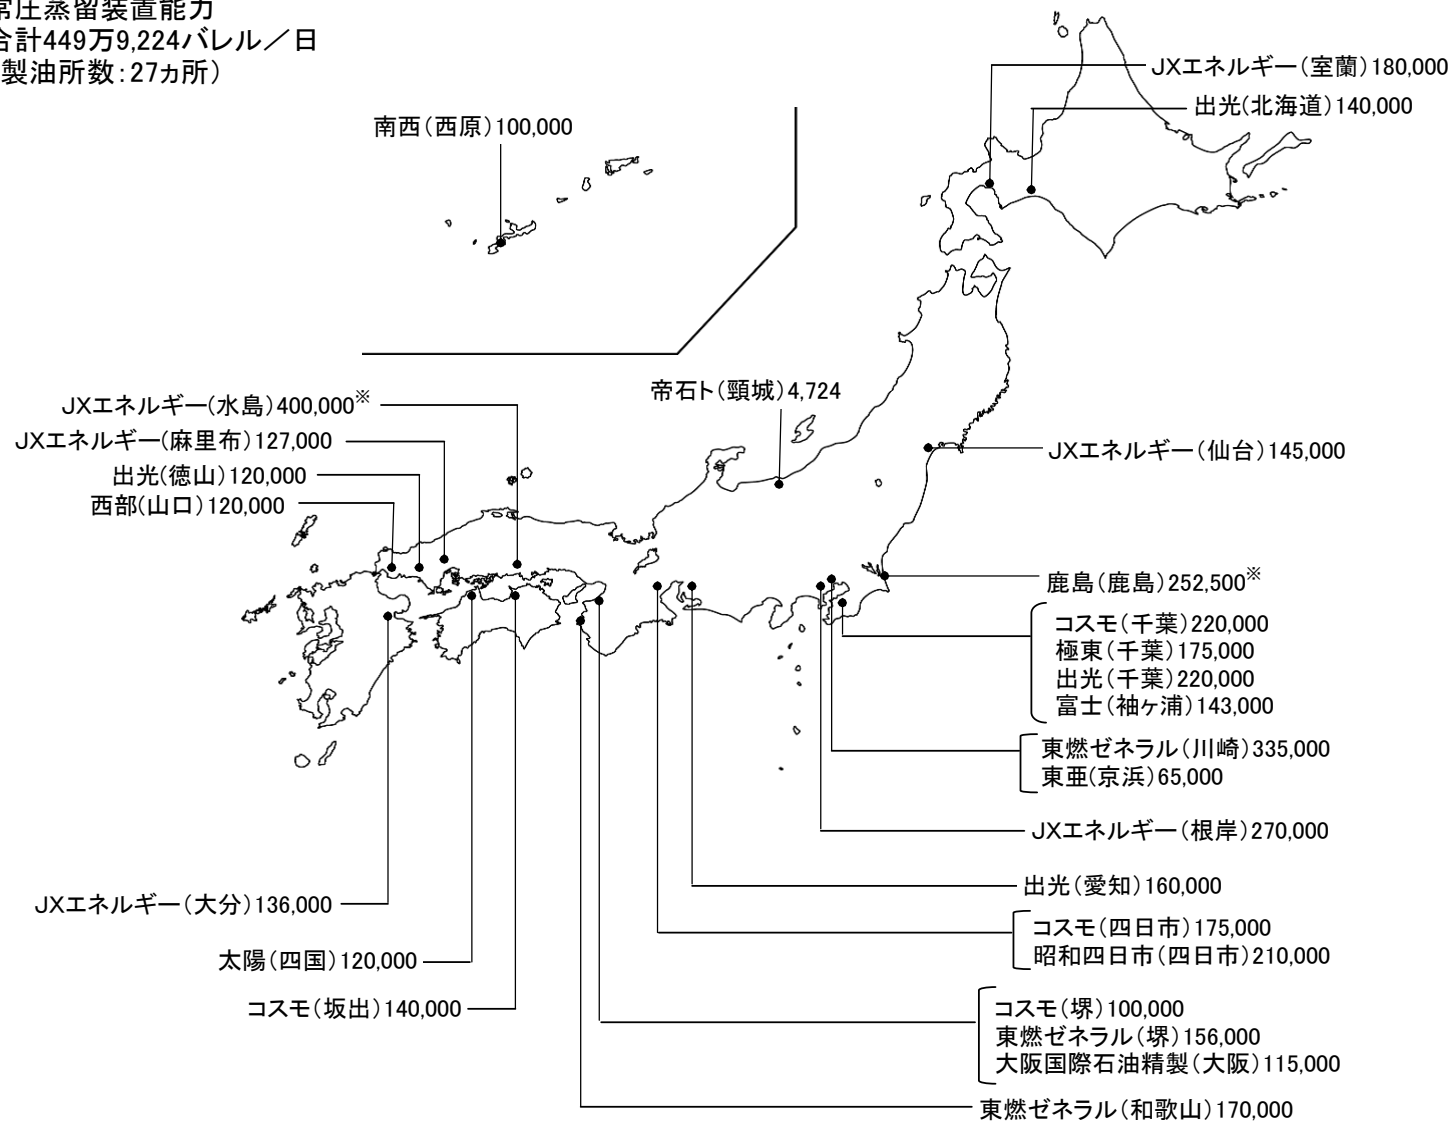 常圧蒸留装置能力
合計449万9,224バレル／日
製油所数：27ヵ所）
JXエネルギー（室蘭）180,000
出光（北海道）140,000
南西（西原）100,000
帝石ト（頸城）4,724
JXエネルギー（水島）400,000※
JXエネルギー（麻里布）127,000
出光（徳山）120,000
西部（山口）120,000
JXエネルギー（仙台）145,000
鹿島（鹿島）252,500※
コスモ（千葉）220,000
極東（千葉）175,000
出光（千葉）220,000
富士（袖ヶ浦）143,000
東燃ゼネラル（川崎）335,000
東亜（京浜）65,000
JXエネルギー（根岸）270,000
出光（愛知）160,000
JXエネルギー（大分）136,000
コスモ（四日市）175,000
昭和四日市（四日市）210,000
太陽（四国）120,000
コスモ（坂出）140,000
コスモ（堺）100,000
東燃ゼネラル（堺）156,000
大阪国際石油精製（大阪）115,000
東燃ゼネラル（和歌山）170,000